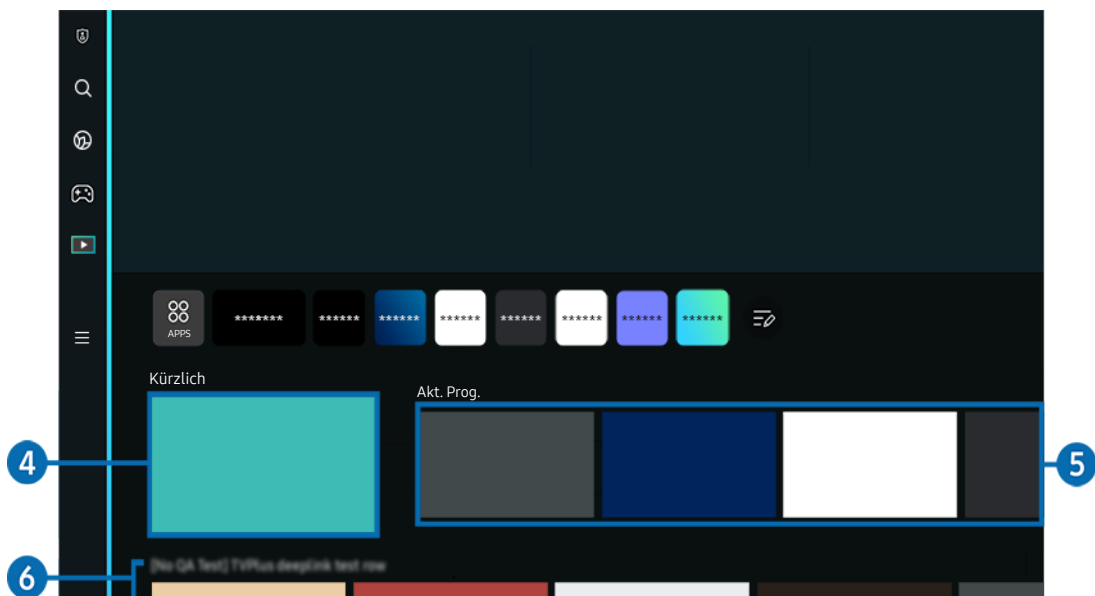 APPS
******* ****** ****** ****** ****** ****** ****** ******
Kürzlich
Akt. Prog.
4
5
[No QA Test] TVPlus deeplink test row
6